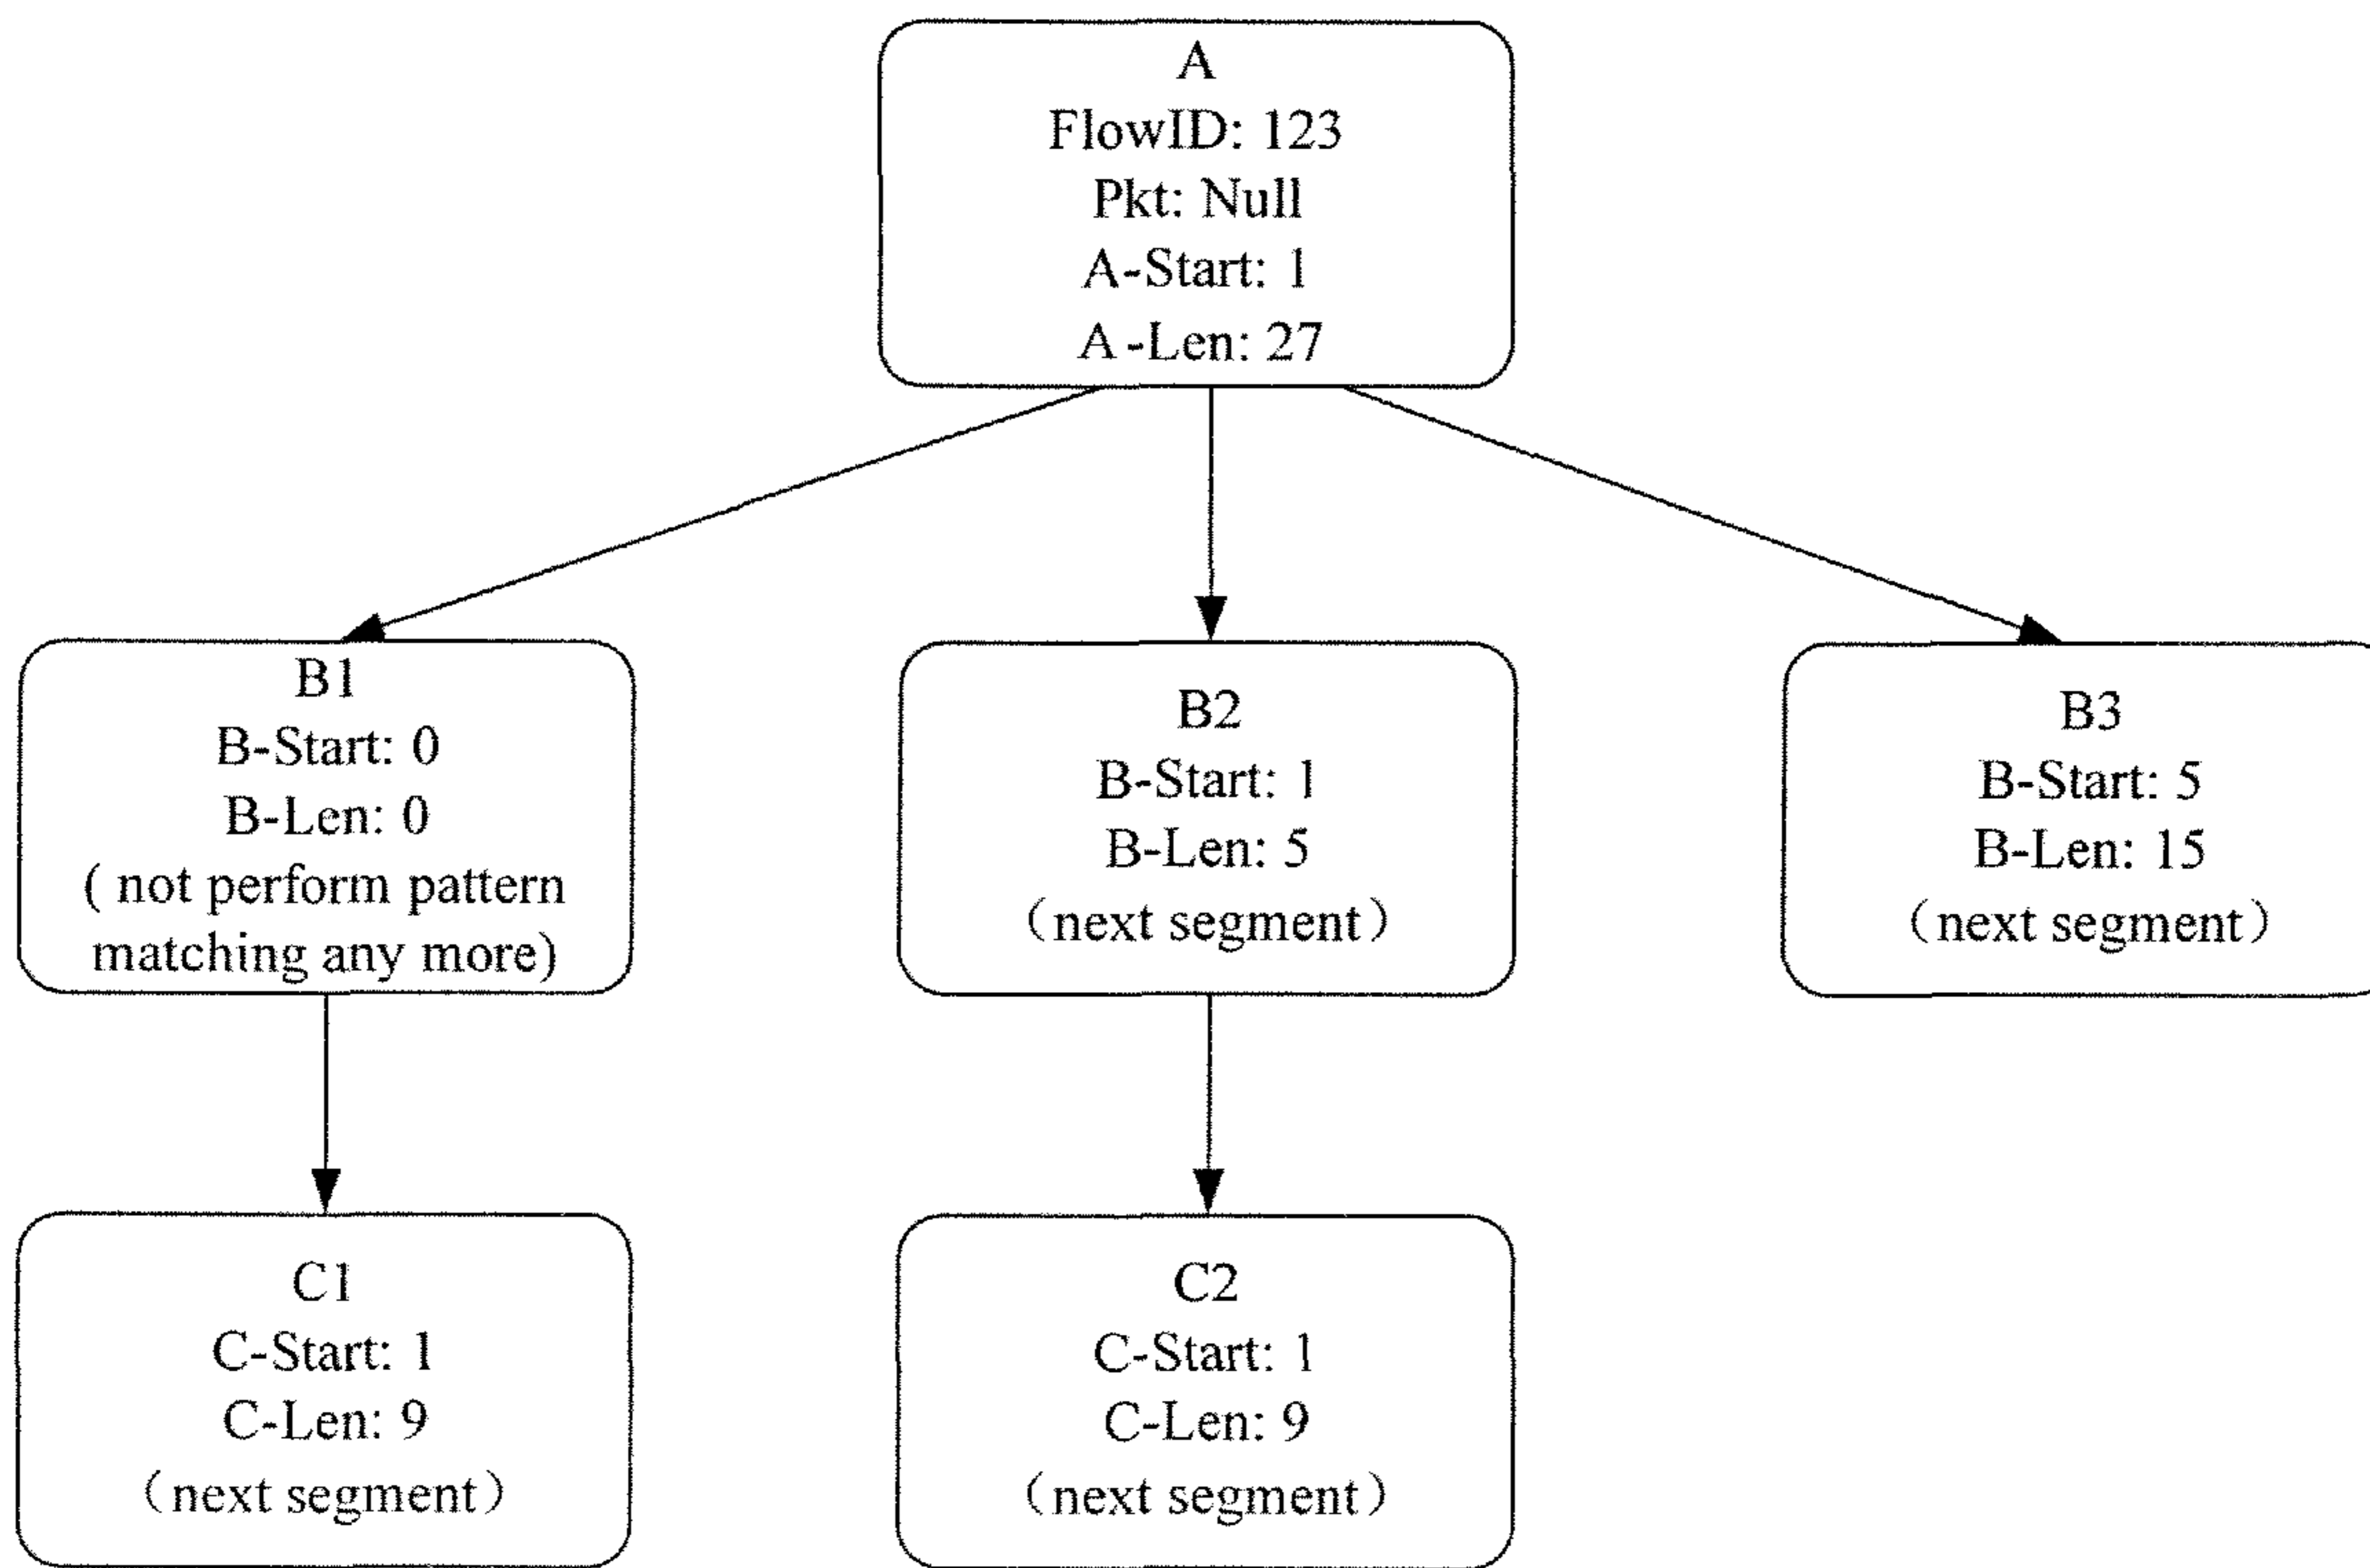 A
FlowID: 123
Pkt: Null
A-Start: 1
A-Len: 27
B1
B-Start: 0
B-Len: 0
( not perform pattern
matching any more)
B2
B-Start: 1
B-Len: 5
（next segment）
B3
B-Start: 5
B-Len: 15
（next segment）
C1
C-Start: 1
C-Len: 9
（next segment）
C2
C-Start: 1
C-Len: 9
（next segment）